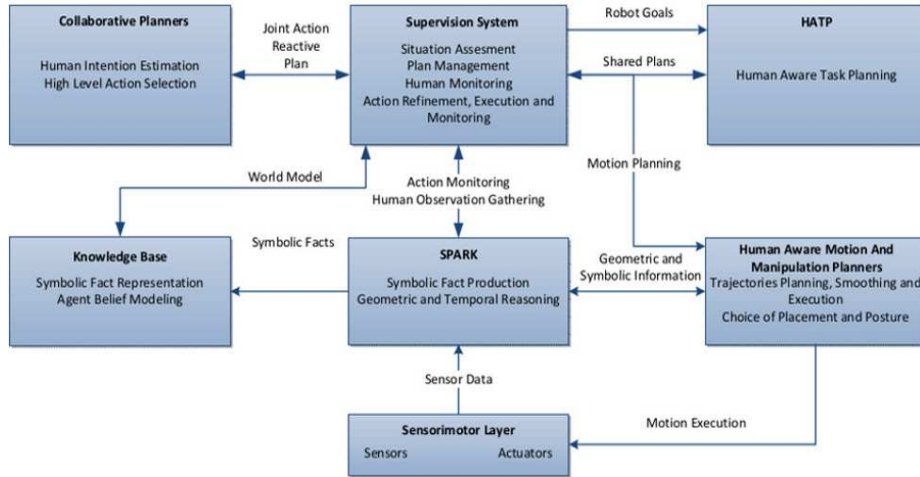 Collaborative Planners
Human Intention Estimation
High Level Action Selection
Joint Action
Reactive
Plan
Supervision System
Situation Assesment
Plan Management
Human Monitoring
Action Refinement, Execution and
Monitoring
Robot Goals
Shared Plans
HATP
Human Aware Task Planning
World Model
Action Monitoring
Human Observation Gathering
Motion Planning
Knowledge Base
Symbolic Fact Representation
Agent Belief Modeling
Symbolic Facts
SPARK
Symbolic Fact Production
Geometric and Temporal Reasoning
Geometric and
Symbolic Information
Human Aware Motion And
Manipulation Planners
Trajectories Planning, Smoothing and
Execution
Choice of Placement and Posture
Sensor Data
Motion Execution
Sensorimotor Layer
Sensors Actuators